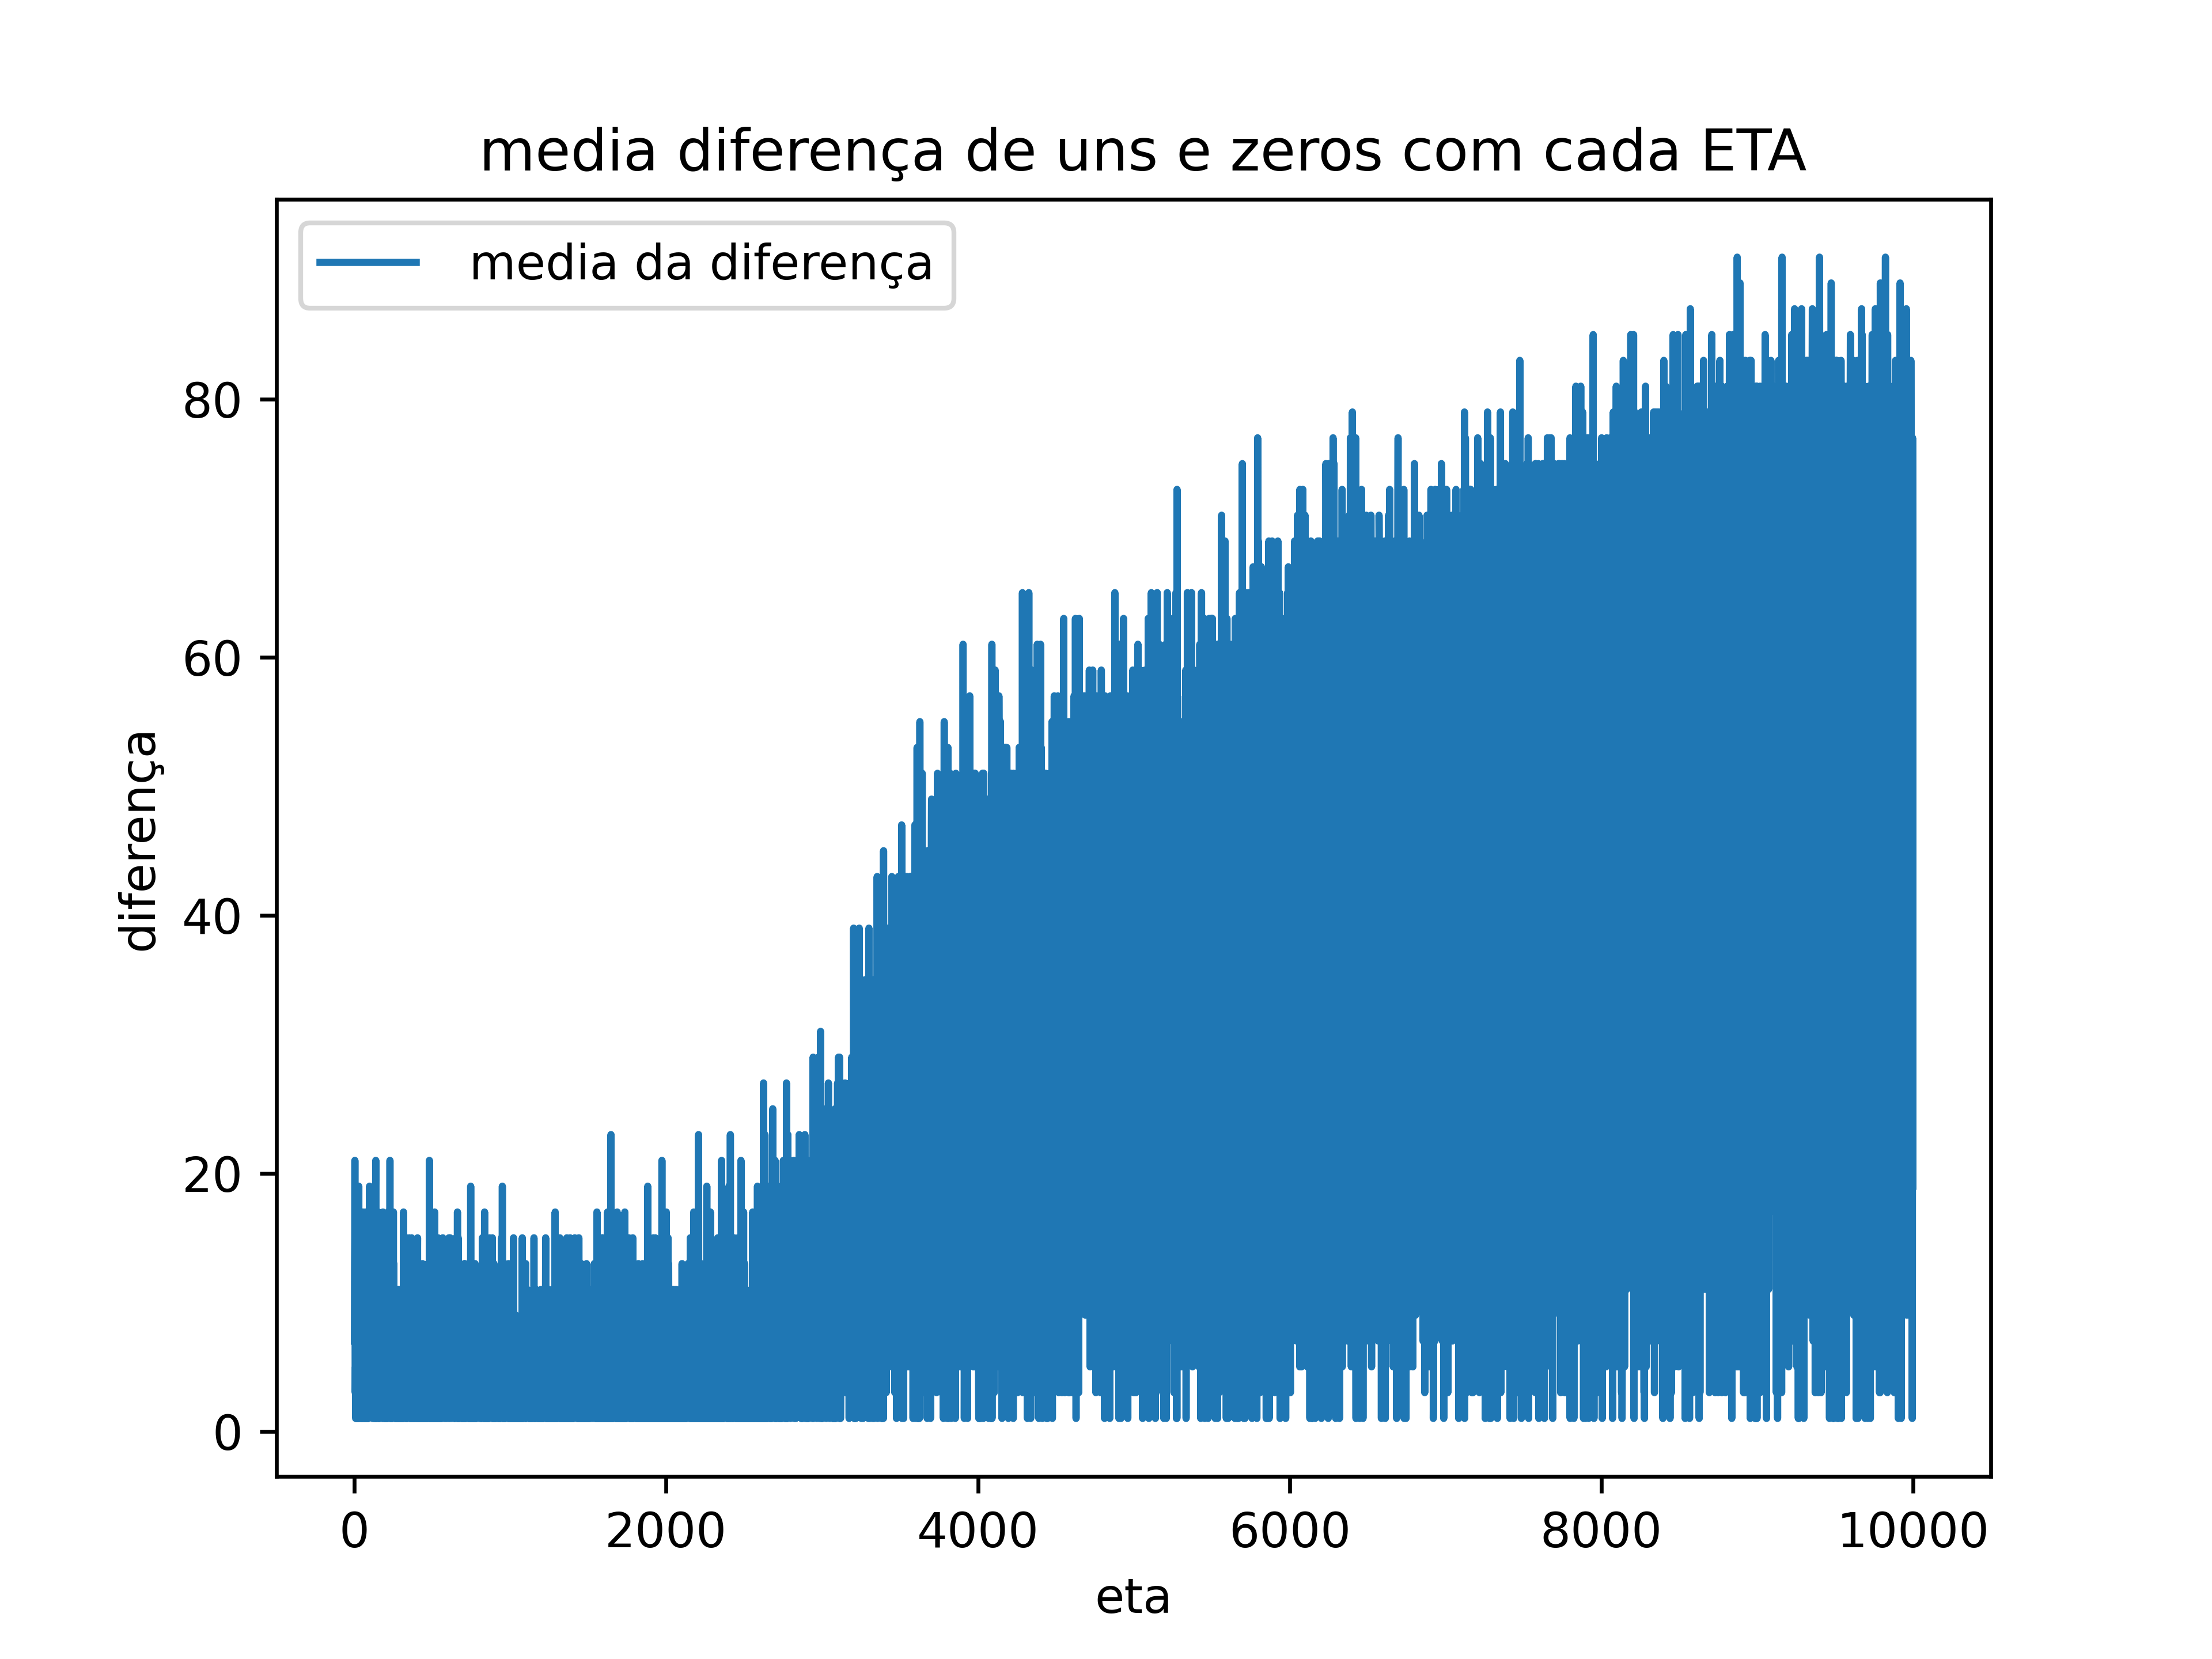 media diferença de uns e zeros com cada ETA
media da diferença
diferença
80
60
40
20
0
0 2000 4000 6000 8000 10000
eta